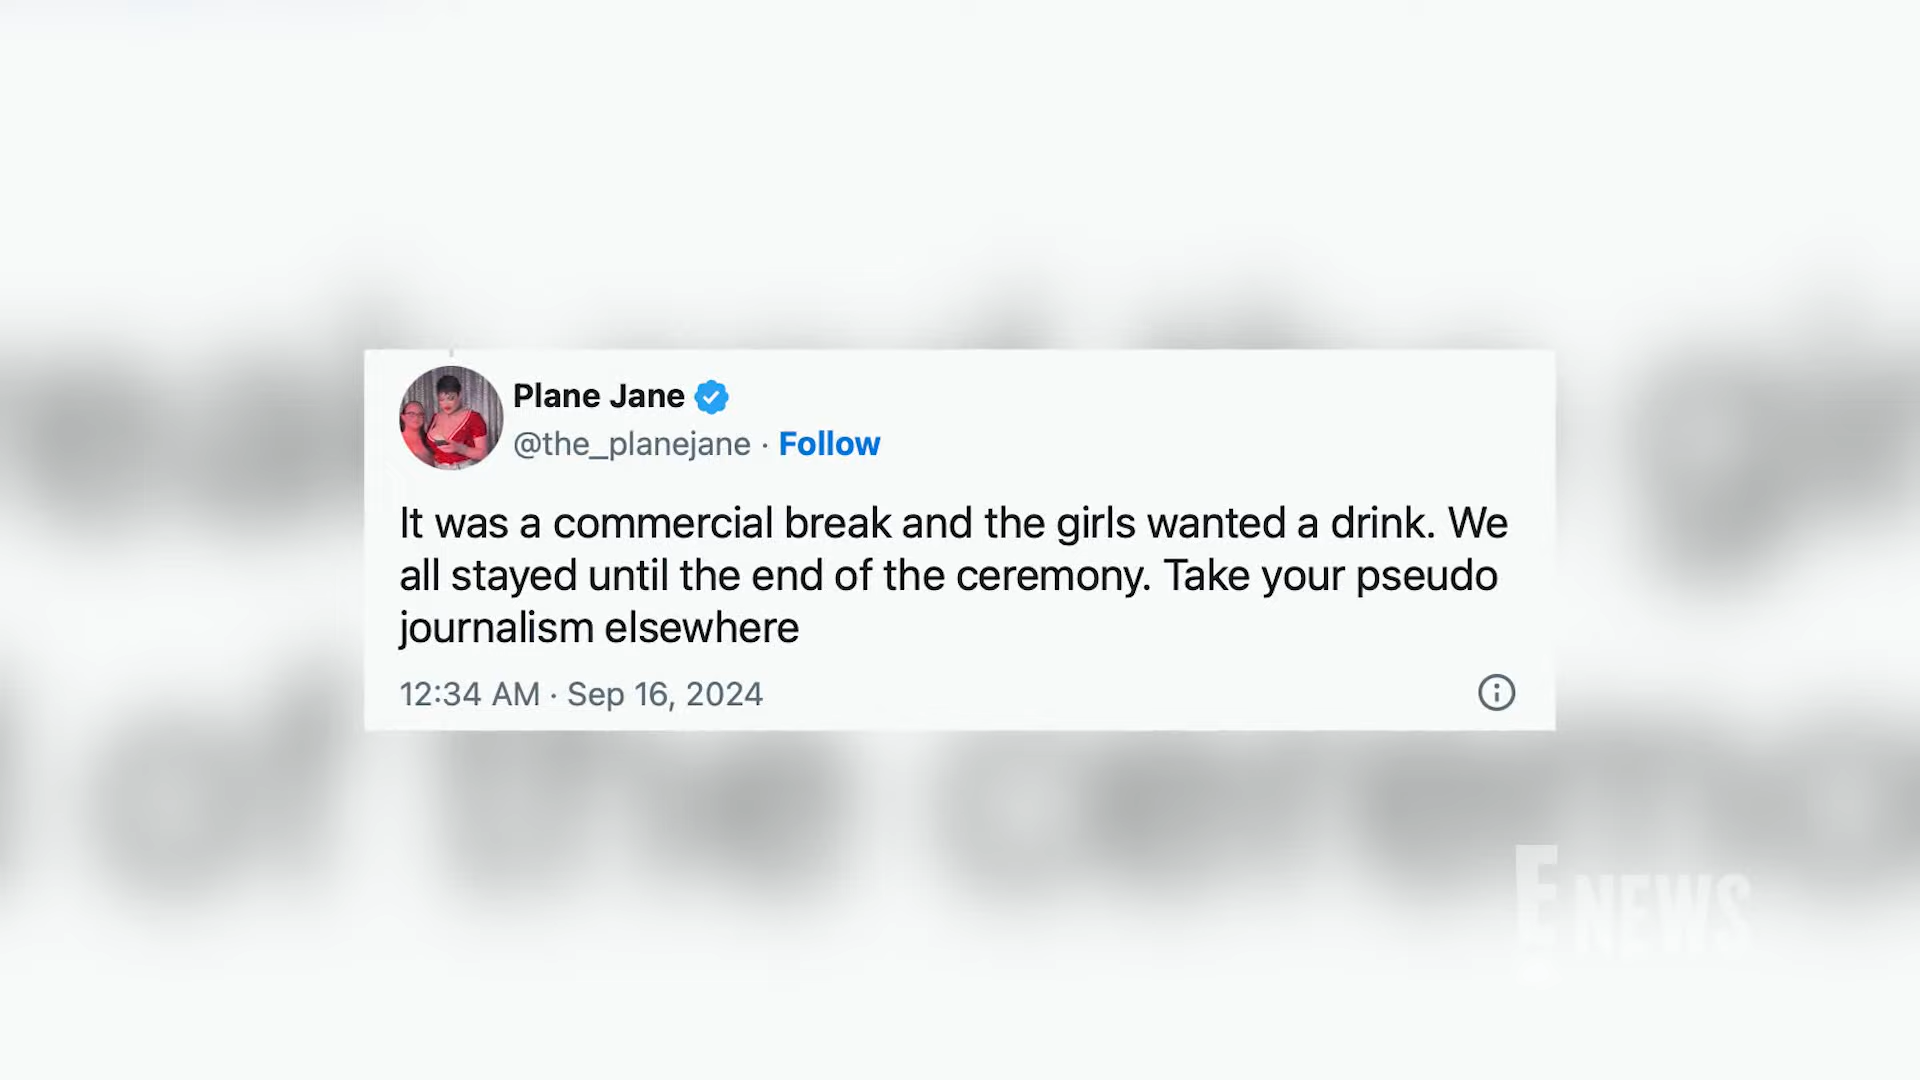 Plane Jane
@the_planejane · Follow
It was a commercial break and the girls wanted a drink. We
all stayed until the end of the ceremony. Take your pseudo
journalism elsewhere
12:34 AM · Sep 16, 2024
E NEWS